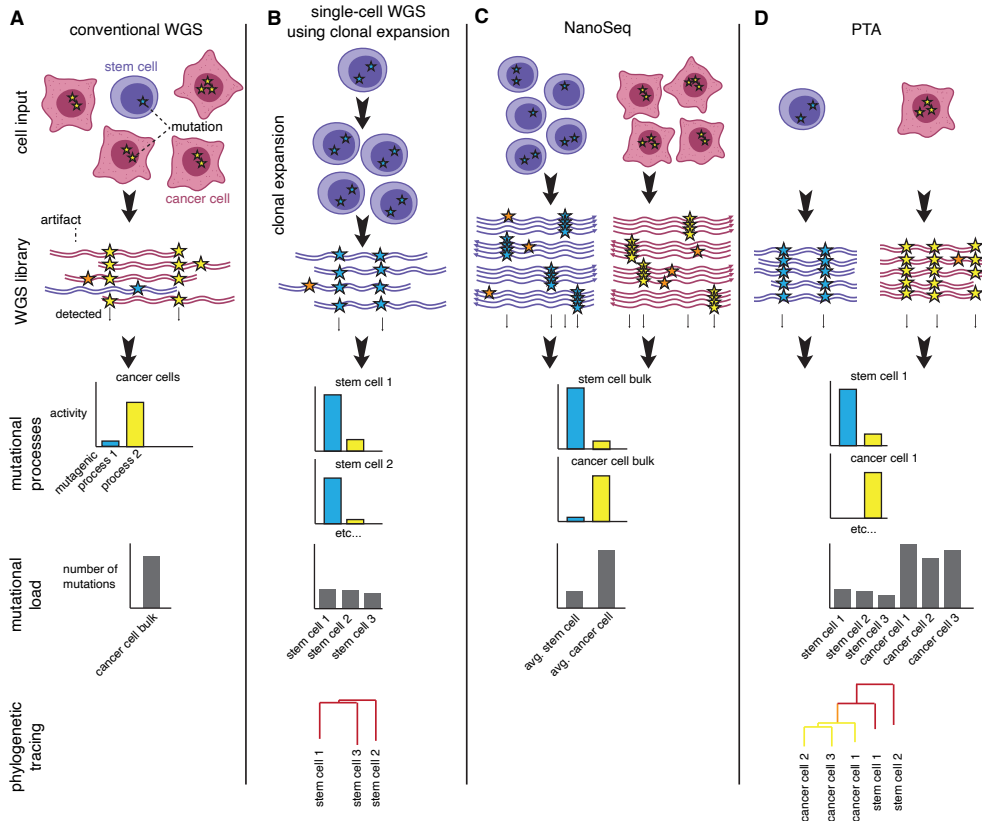 A
conventional WGS
B
single-cell WGS
using clonal expansion
C
NanoSeq
D
PTA
cell input
stem cell
mutation
cancer cell
clonal expansion
WGS library
artifact
detected
mutational
processes
cancer cells
activity
mutagenic
process 1
process 2
stem cell 1
stem cell 2
etc...
stem cell bulk
cancer cell bulk
stem cell 1
cancer cell 1
etc...
mutational
load
number of
mutations
cancer cell bulk
stem cell 1
stem cell 2
stem cell 3
avg. stem cell
avg. cancer cell
stem cell 1
stem cell 2
stem cell 3
cancer cell 1
cancer cell 2
cancer cell 3
phylogenetic
tracing
stem cell 1
stem cell 3
stem cell 2
cancer cell 2
cancer cell 3
cancer cell 1
stem cell 1
stem cell 2